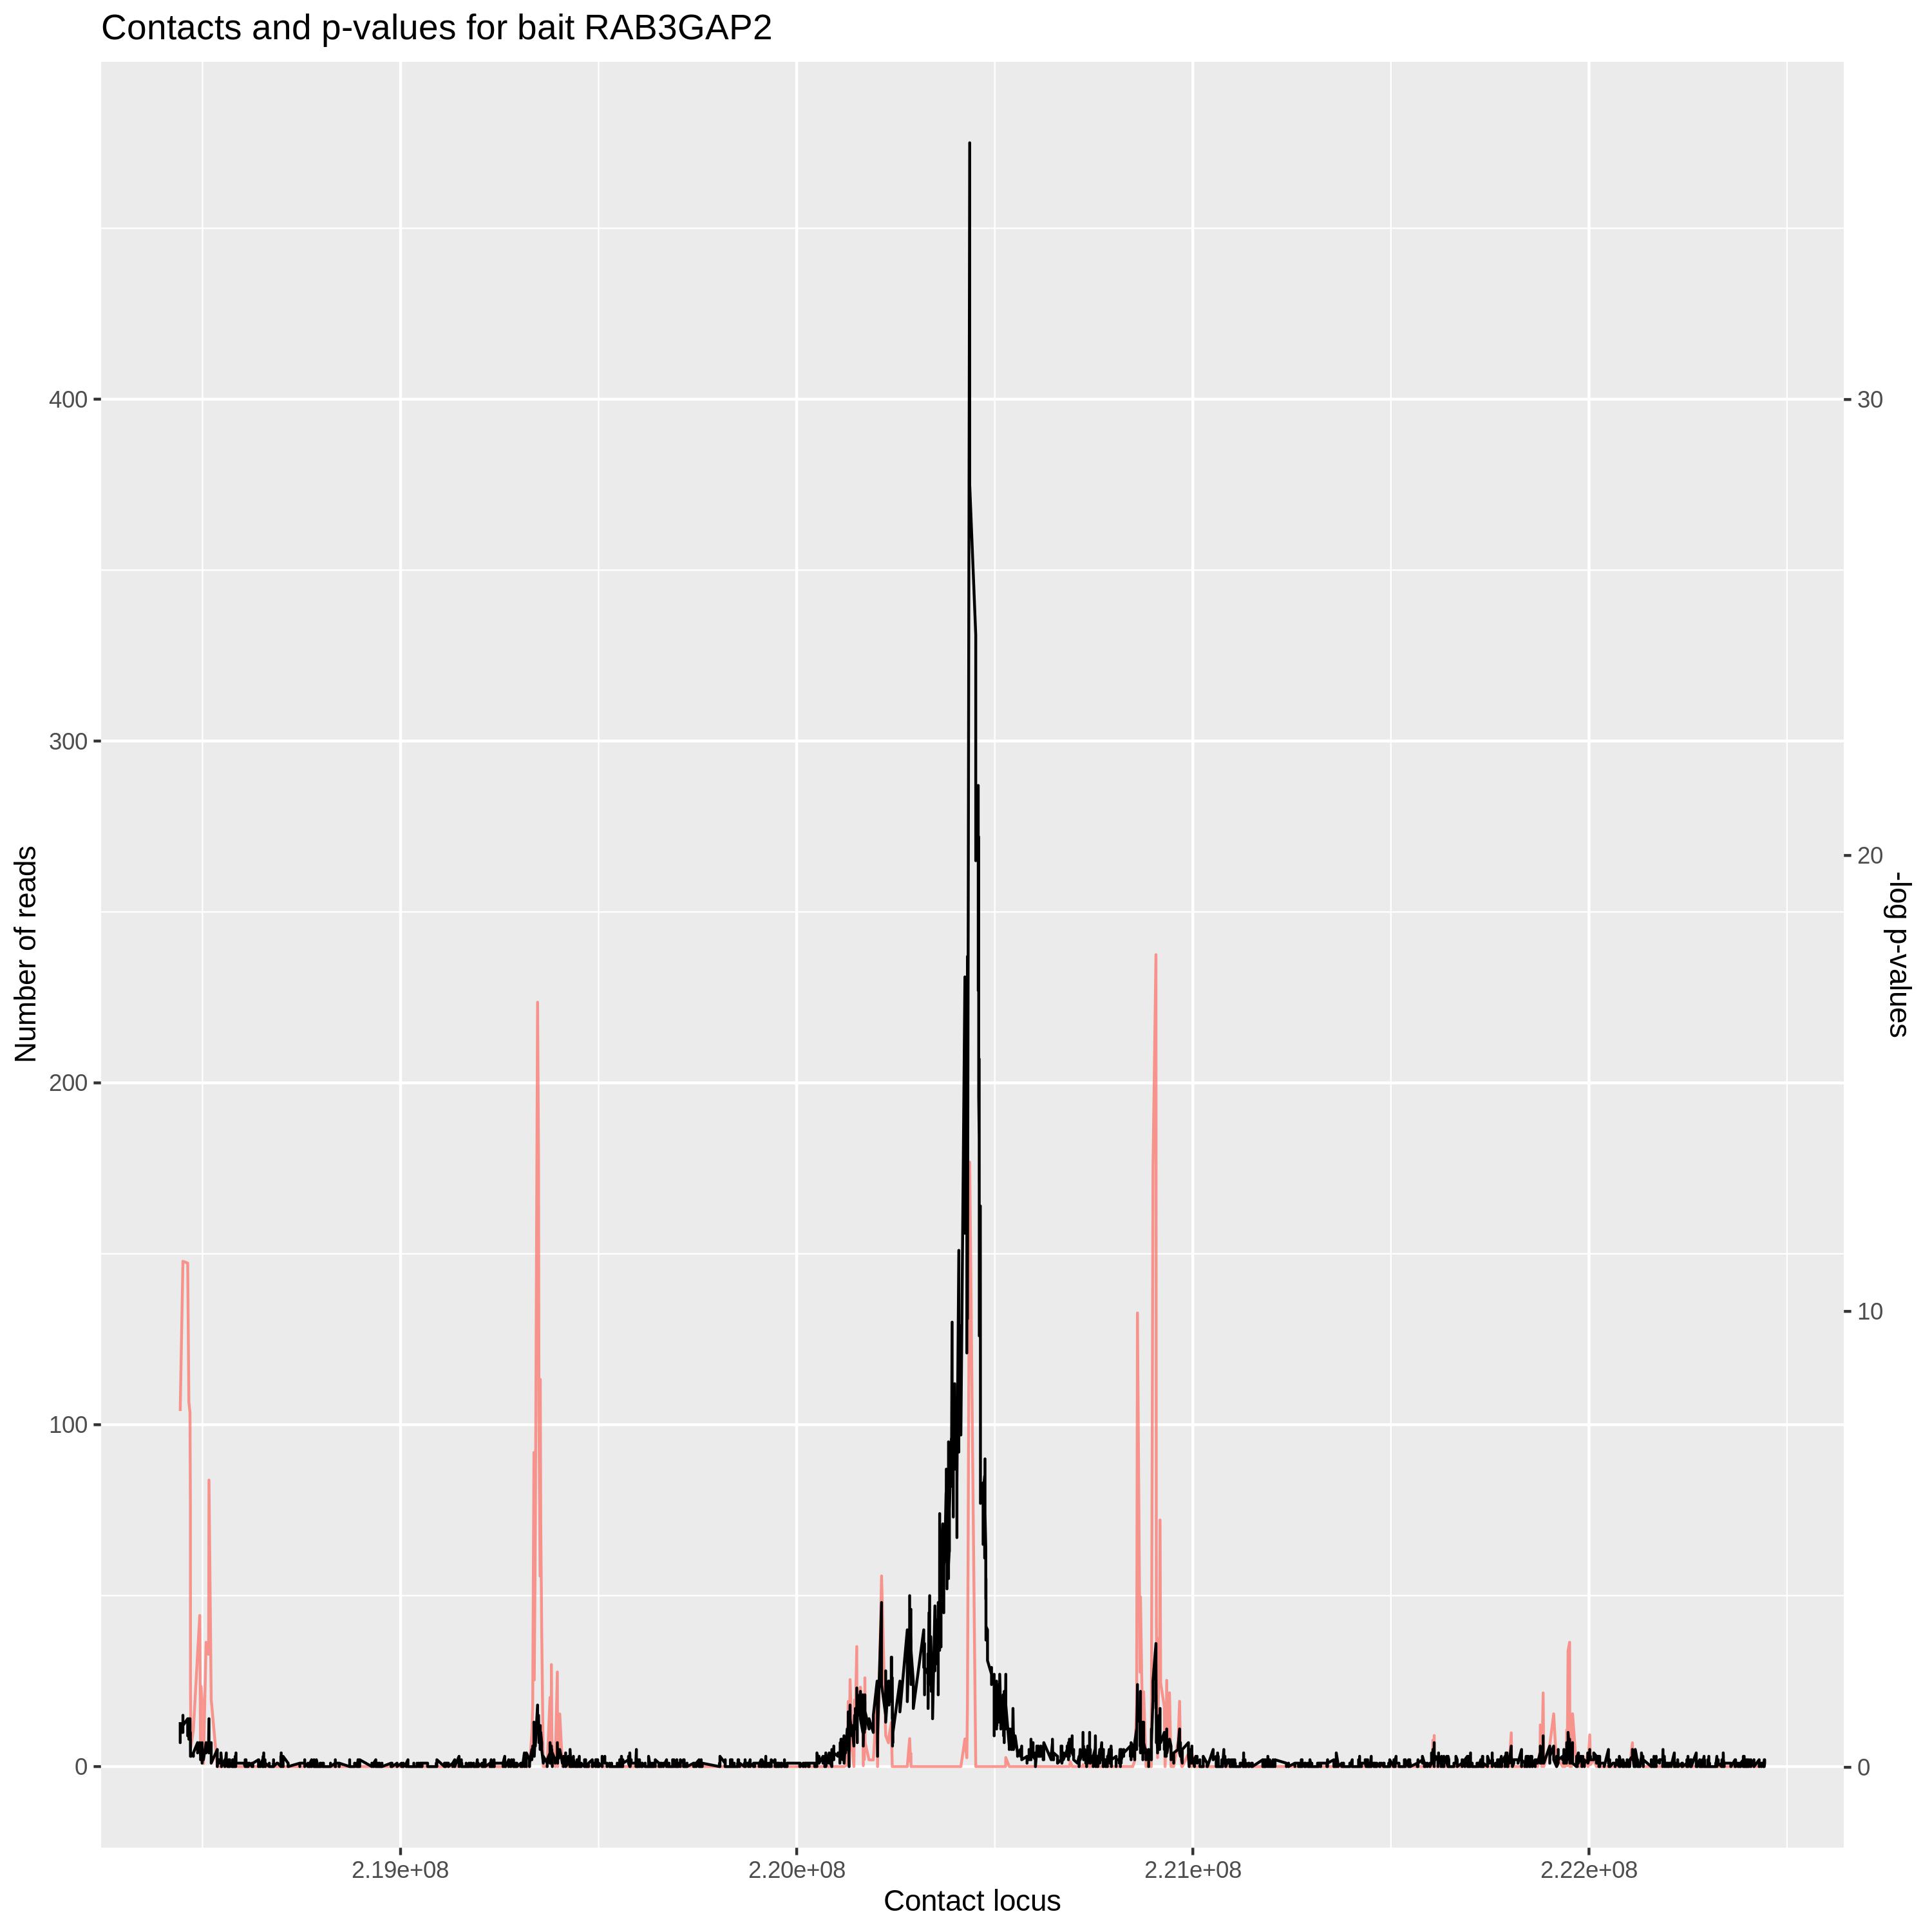 Contacts and p-values for bait RAB3GAP2
Number of reads
400
300
200
100
0
30
20
10
0
-log p-values
2.19e+08 2.20e+08 2.21e+08 2.22e+08
Contact locus